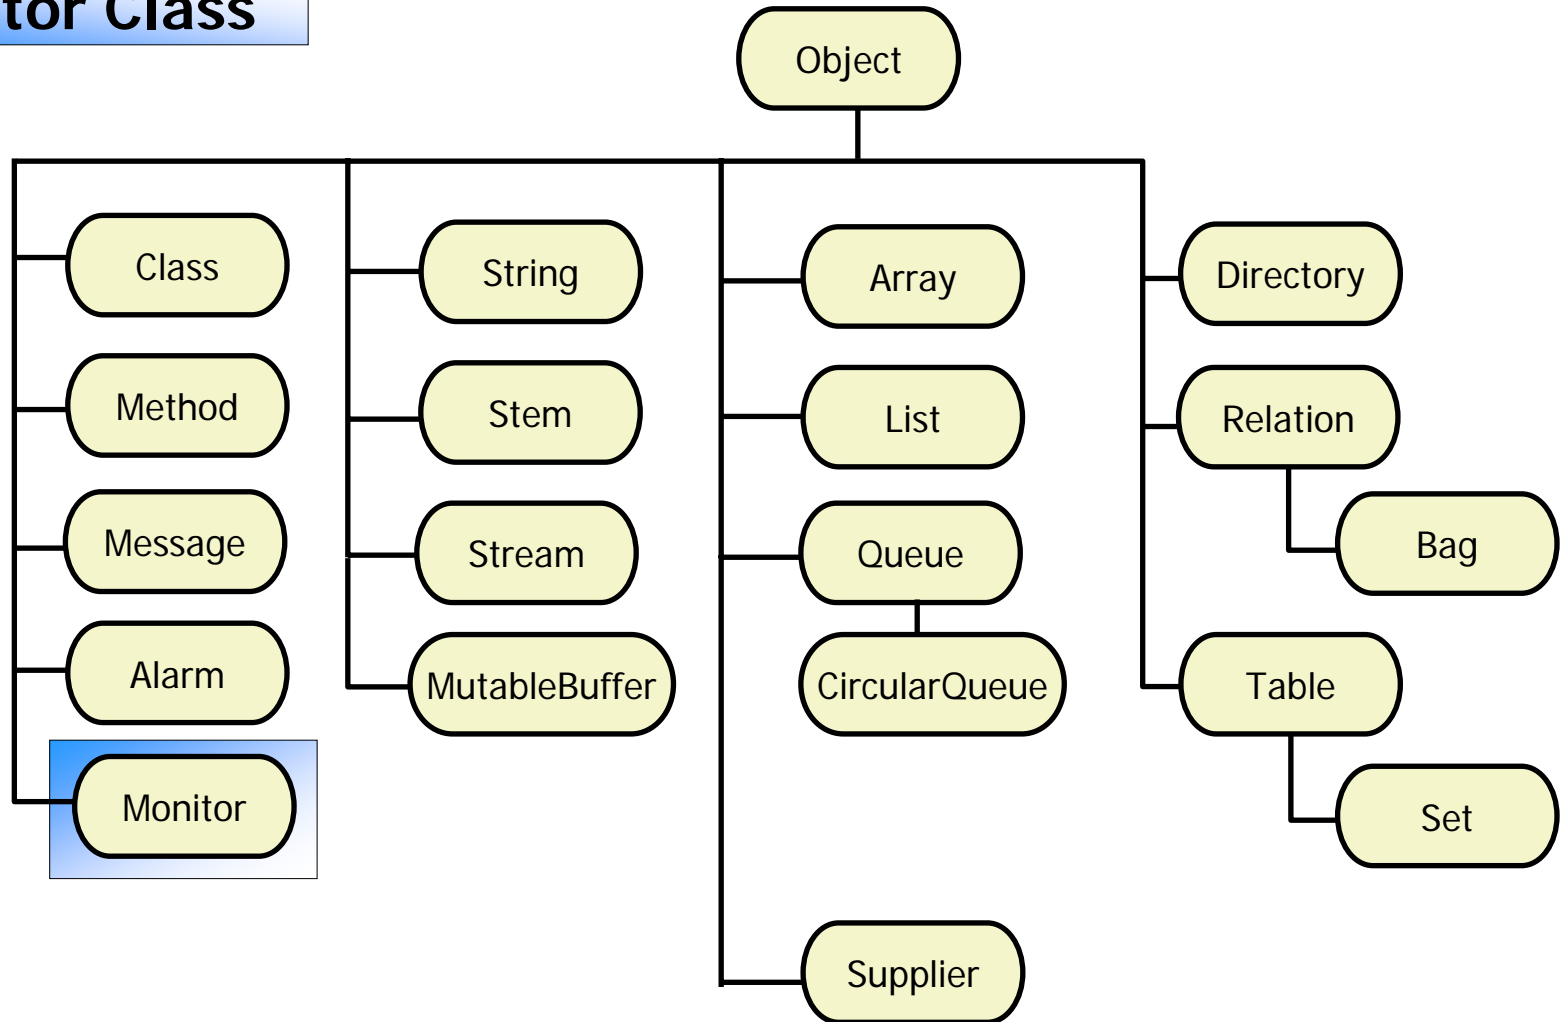 tor Class
Object
Class
String
Array
Directory
Method
Stem
List
Relation
Message
Stream
Queue
Bag
Alarm
MutableBuffer
CircularQueue
Table
Monitor
Set
Supplier